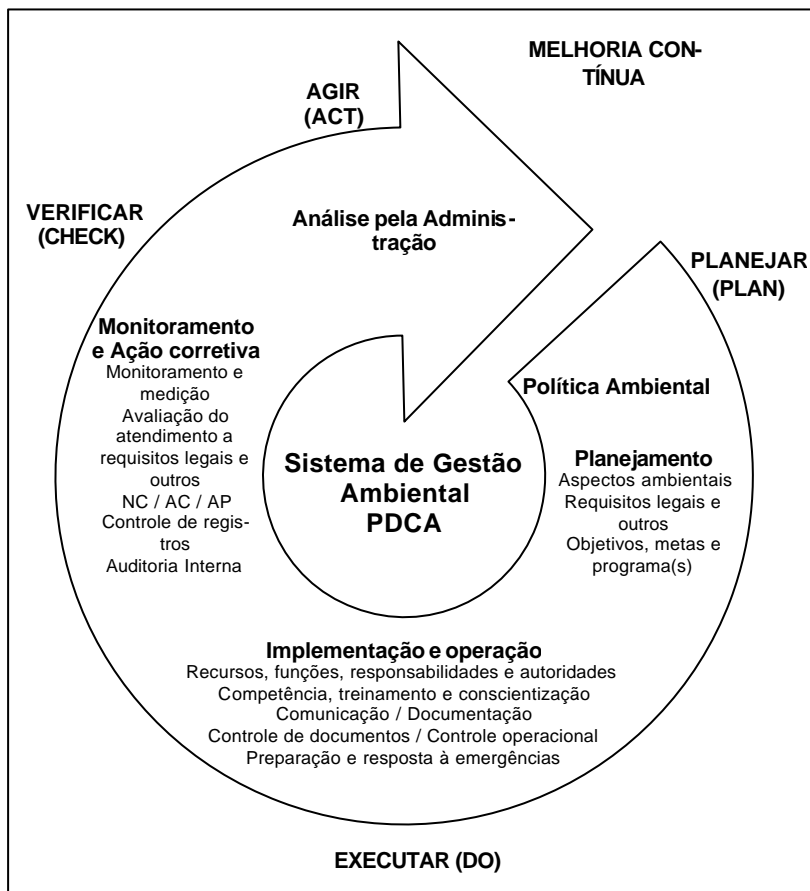 MELHORIA CON-
TÍNUA
AGIR
(ACT)
VERIFICAR
(CHECK)
Análise pela Adminis-
tração
PLANEJAR
(PLAN)
Monitoramento
e Ação corretiva
Monitoramento e
medição
Avaliação do
atendimento a
requisitos legais e
outros
NC / AC / AP
Controle de regis-
tros
Auditoria Interna
Política Ambiental
Planejamento
Aspectos ambientais
Requisitos legais e
outros
Objetivos, metas e
programa(s)
Sistema de Gestão
Ambiental
PDCA
Implementação e operação
Recursos, funções, responsabilidades e autoridades
Competência, treinamento e conscientização
Comunicação / Documentação
Controle de documentos / Controle operacional
Preparação e resposta à emergências
EXECUTAR (DO)